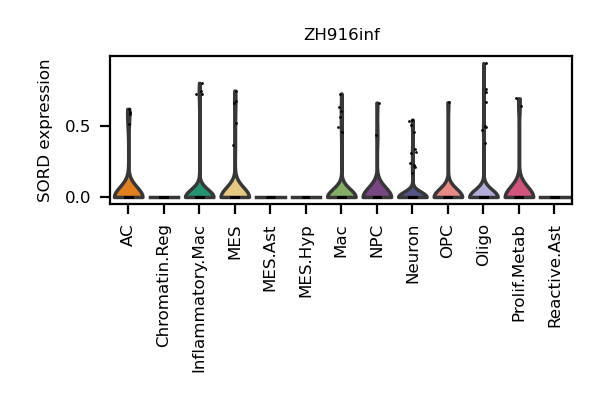 ZH916inf
SORD expression
0.5
0.0
AC
Chromatin.Reg
Inflammatory.Mac
MES
MES.Ast
MES.Hyp
Mac
NPC
Neuron
OPC
Oligo
Prolif.Metab
Reactive.Ast